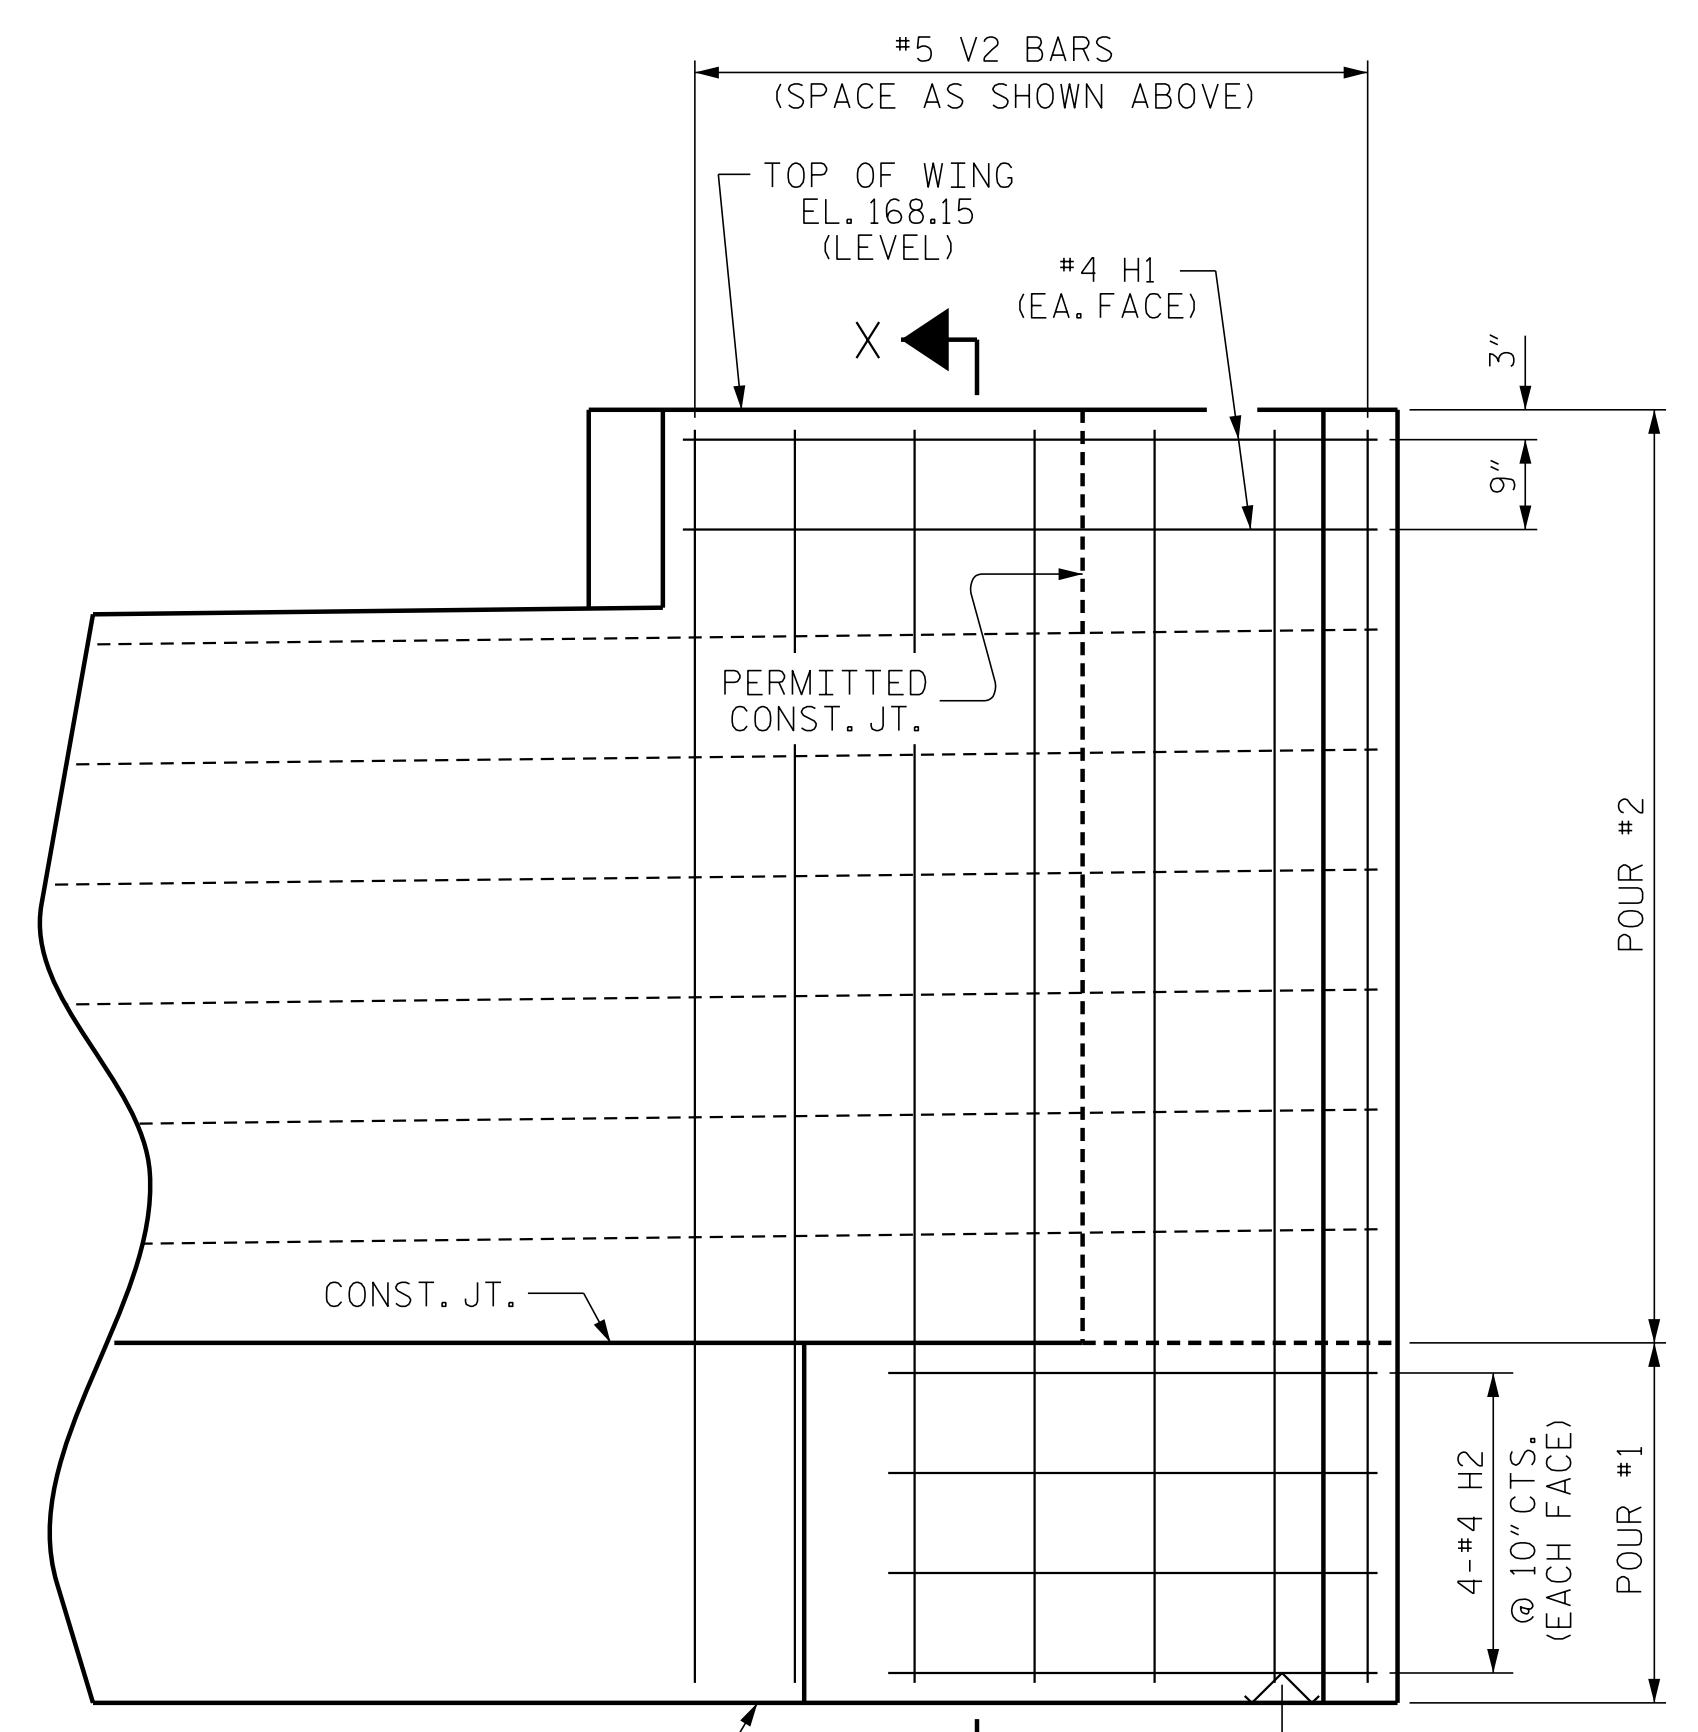 #5 V2 BARS
(SPACE AS SHOWN ABOVE)
TOP OF WING
EL. 168.15
(LEVEL)
#4 H1
(EA. FACE)
X
3"
9"
PERMITTED
CONST. JT.
POUR #2
CONST. JT.
4-#4 H2
@ 10" CTS.
(EACH FACE)
POUR #1